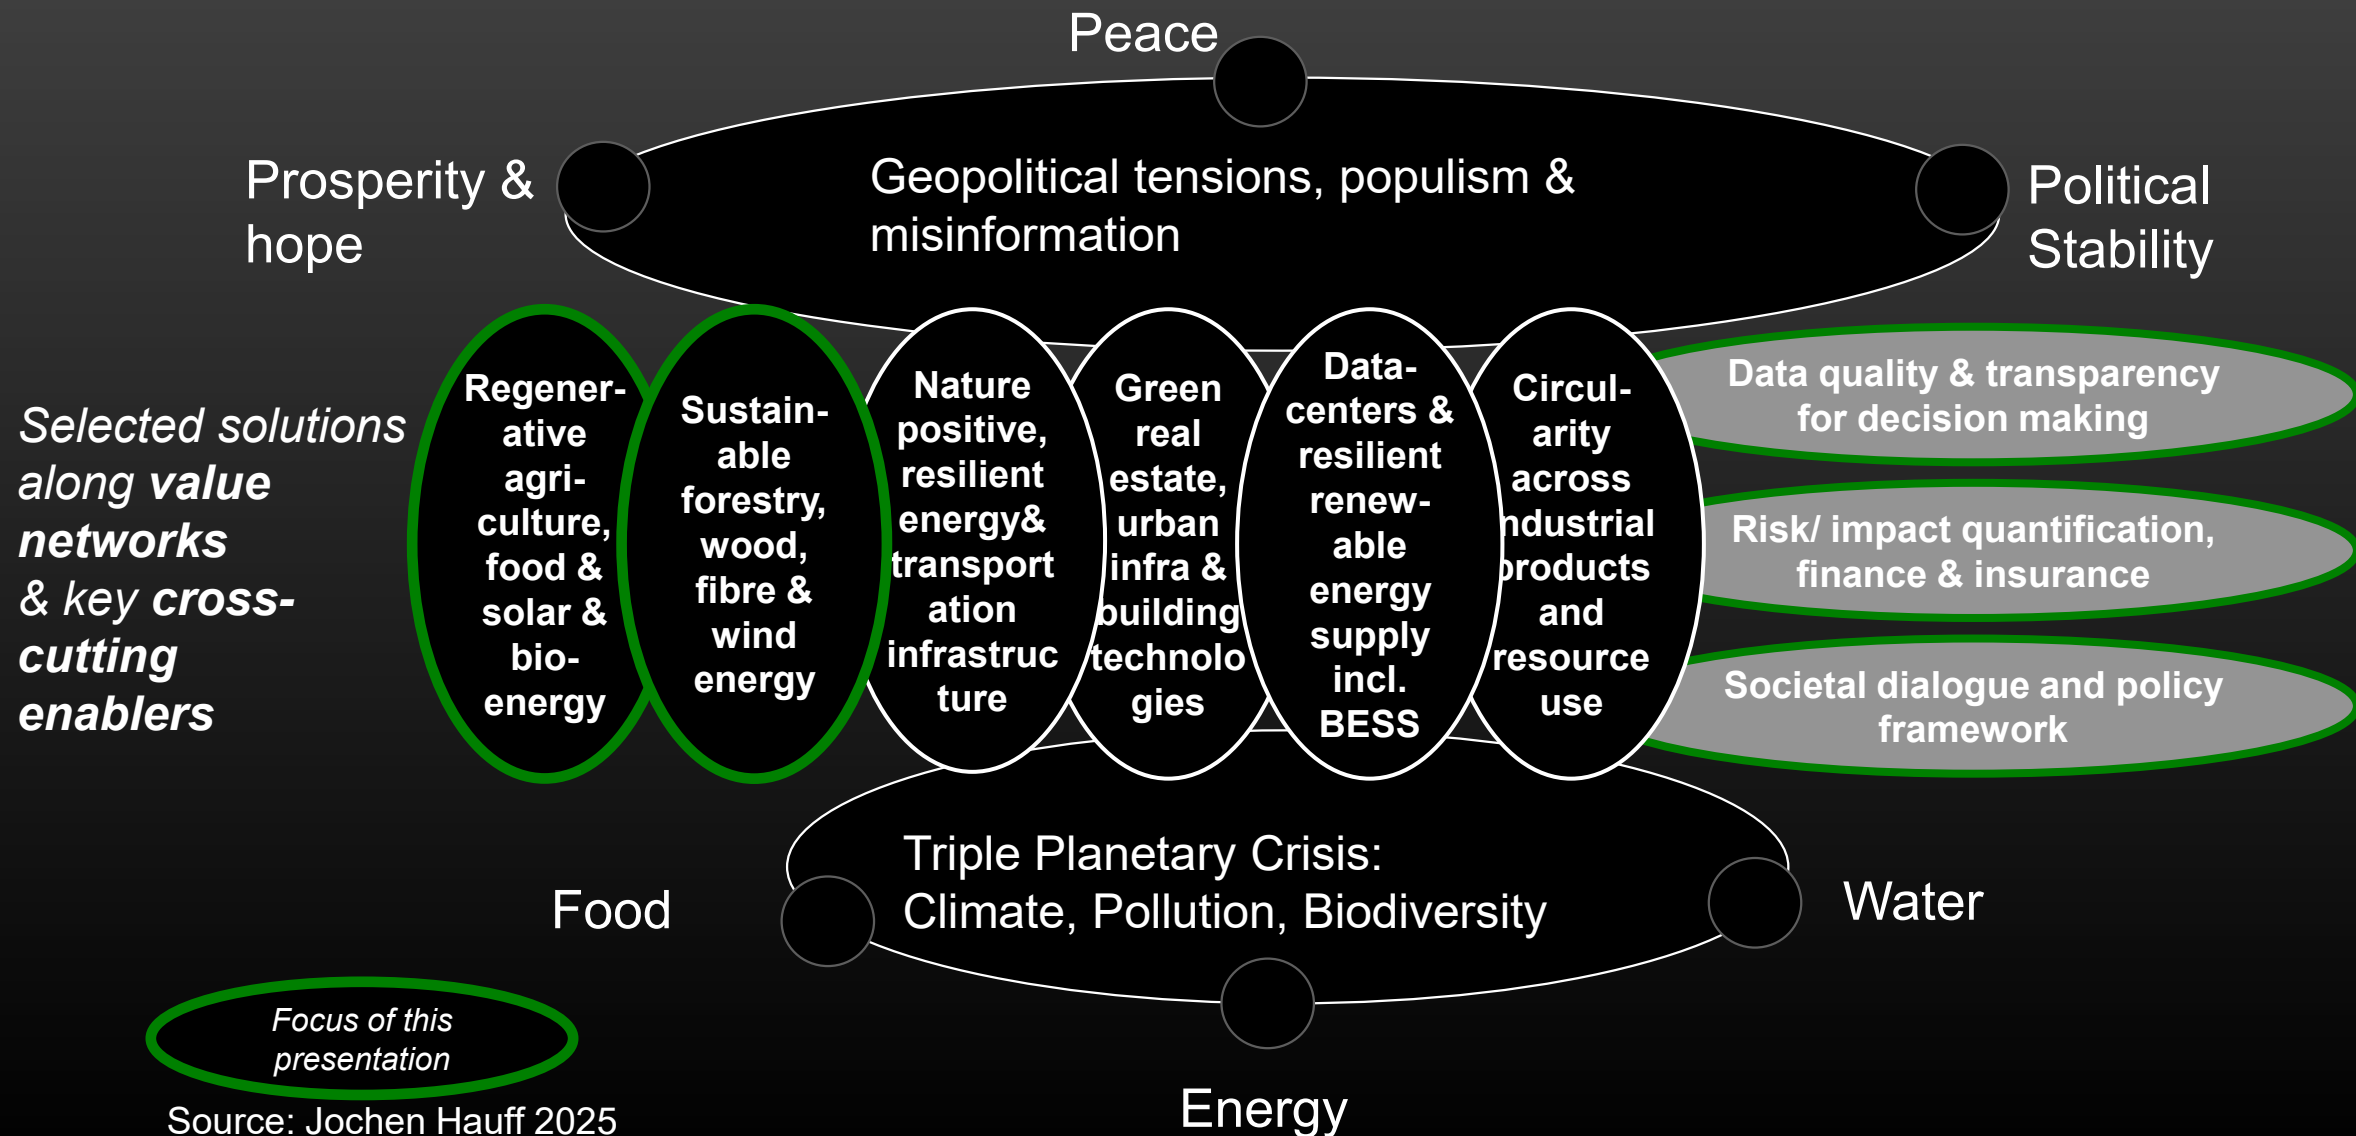 Peace
Prosperity &
hope
Geopolitical tensions, populism &
misinformation
Political
Stability
Selected solutions
along value
networks
& key cross-
cutting
enablers
Regener-
ative
agri-
culture,
food &
solar &
bio-
energy
Sustain-
able
forestry,
wood,
fibre &
wind
energy
Nature
positive,
resilient
energy&
transport
ation
infrastruc
ture
Green
real
estate,
urban
infra &
building
technolo
gies
Data-
centers &
resilient
renew-
able
energy
supply
incl.
BESS
Circul-
arity
across
industrial
products
and
resource
use
Data quality & transparency
for decision making
Risk/ impact quantification,
finance & insurance
Societal dialogue and policy
framework
Triple Planetary Crisis:
Climate, Pollution, Biodiversity
Food
Water
Energy
Focus of this
presentation
Source: Jochen Hauff 2025